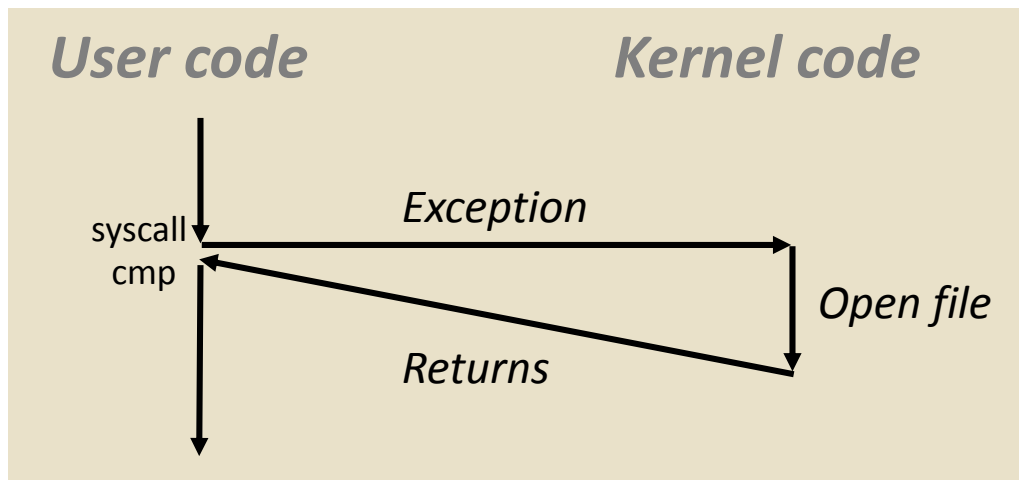 User code
Kernel code
Exception
syscall
cmp
Open file
Returns